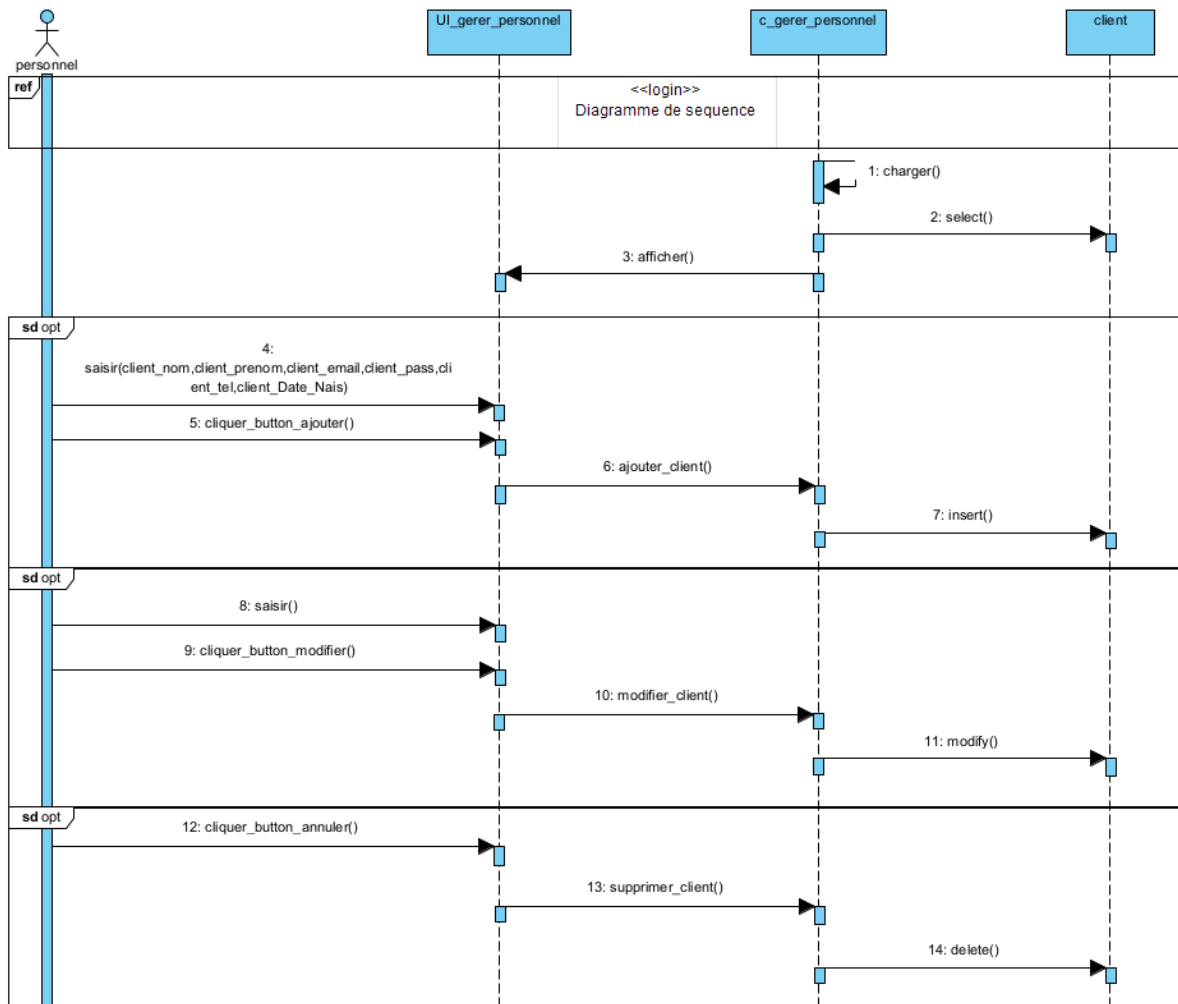 UI_gerer_personnel
c_gerer_personnel
client
personnel
ref
<<login>>
Diagramme de sequence
1: charger()
2: select()
3: afficher()
sd opt
4:
saisir(client_nom,client_prenom,client_email,client_pass,cli
ent_tel,client_Date_Nais)
5: cliquer_button_ajouter()
6: ajouter_client()
7: insert()
sd opt
8: saisir()
9: cliquer_button_modifier()
10: modifier_client()
11: modify()
sd opt
12: cliquer_button_annuler()
13: supprimer_client()
14: delete()